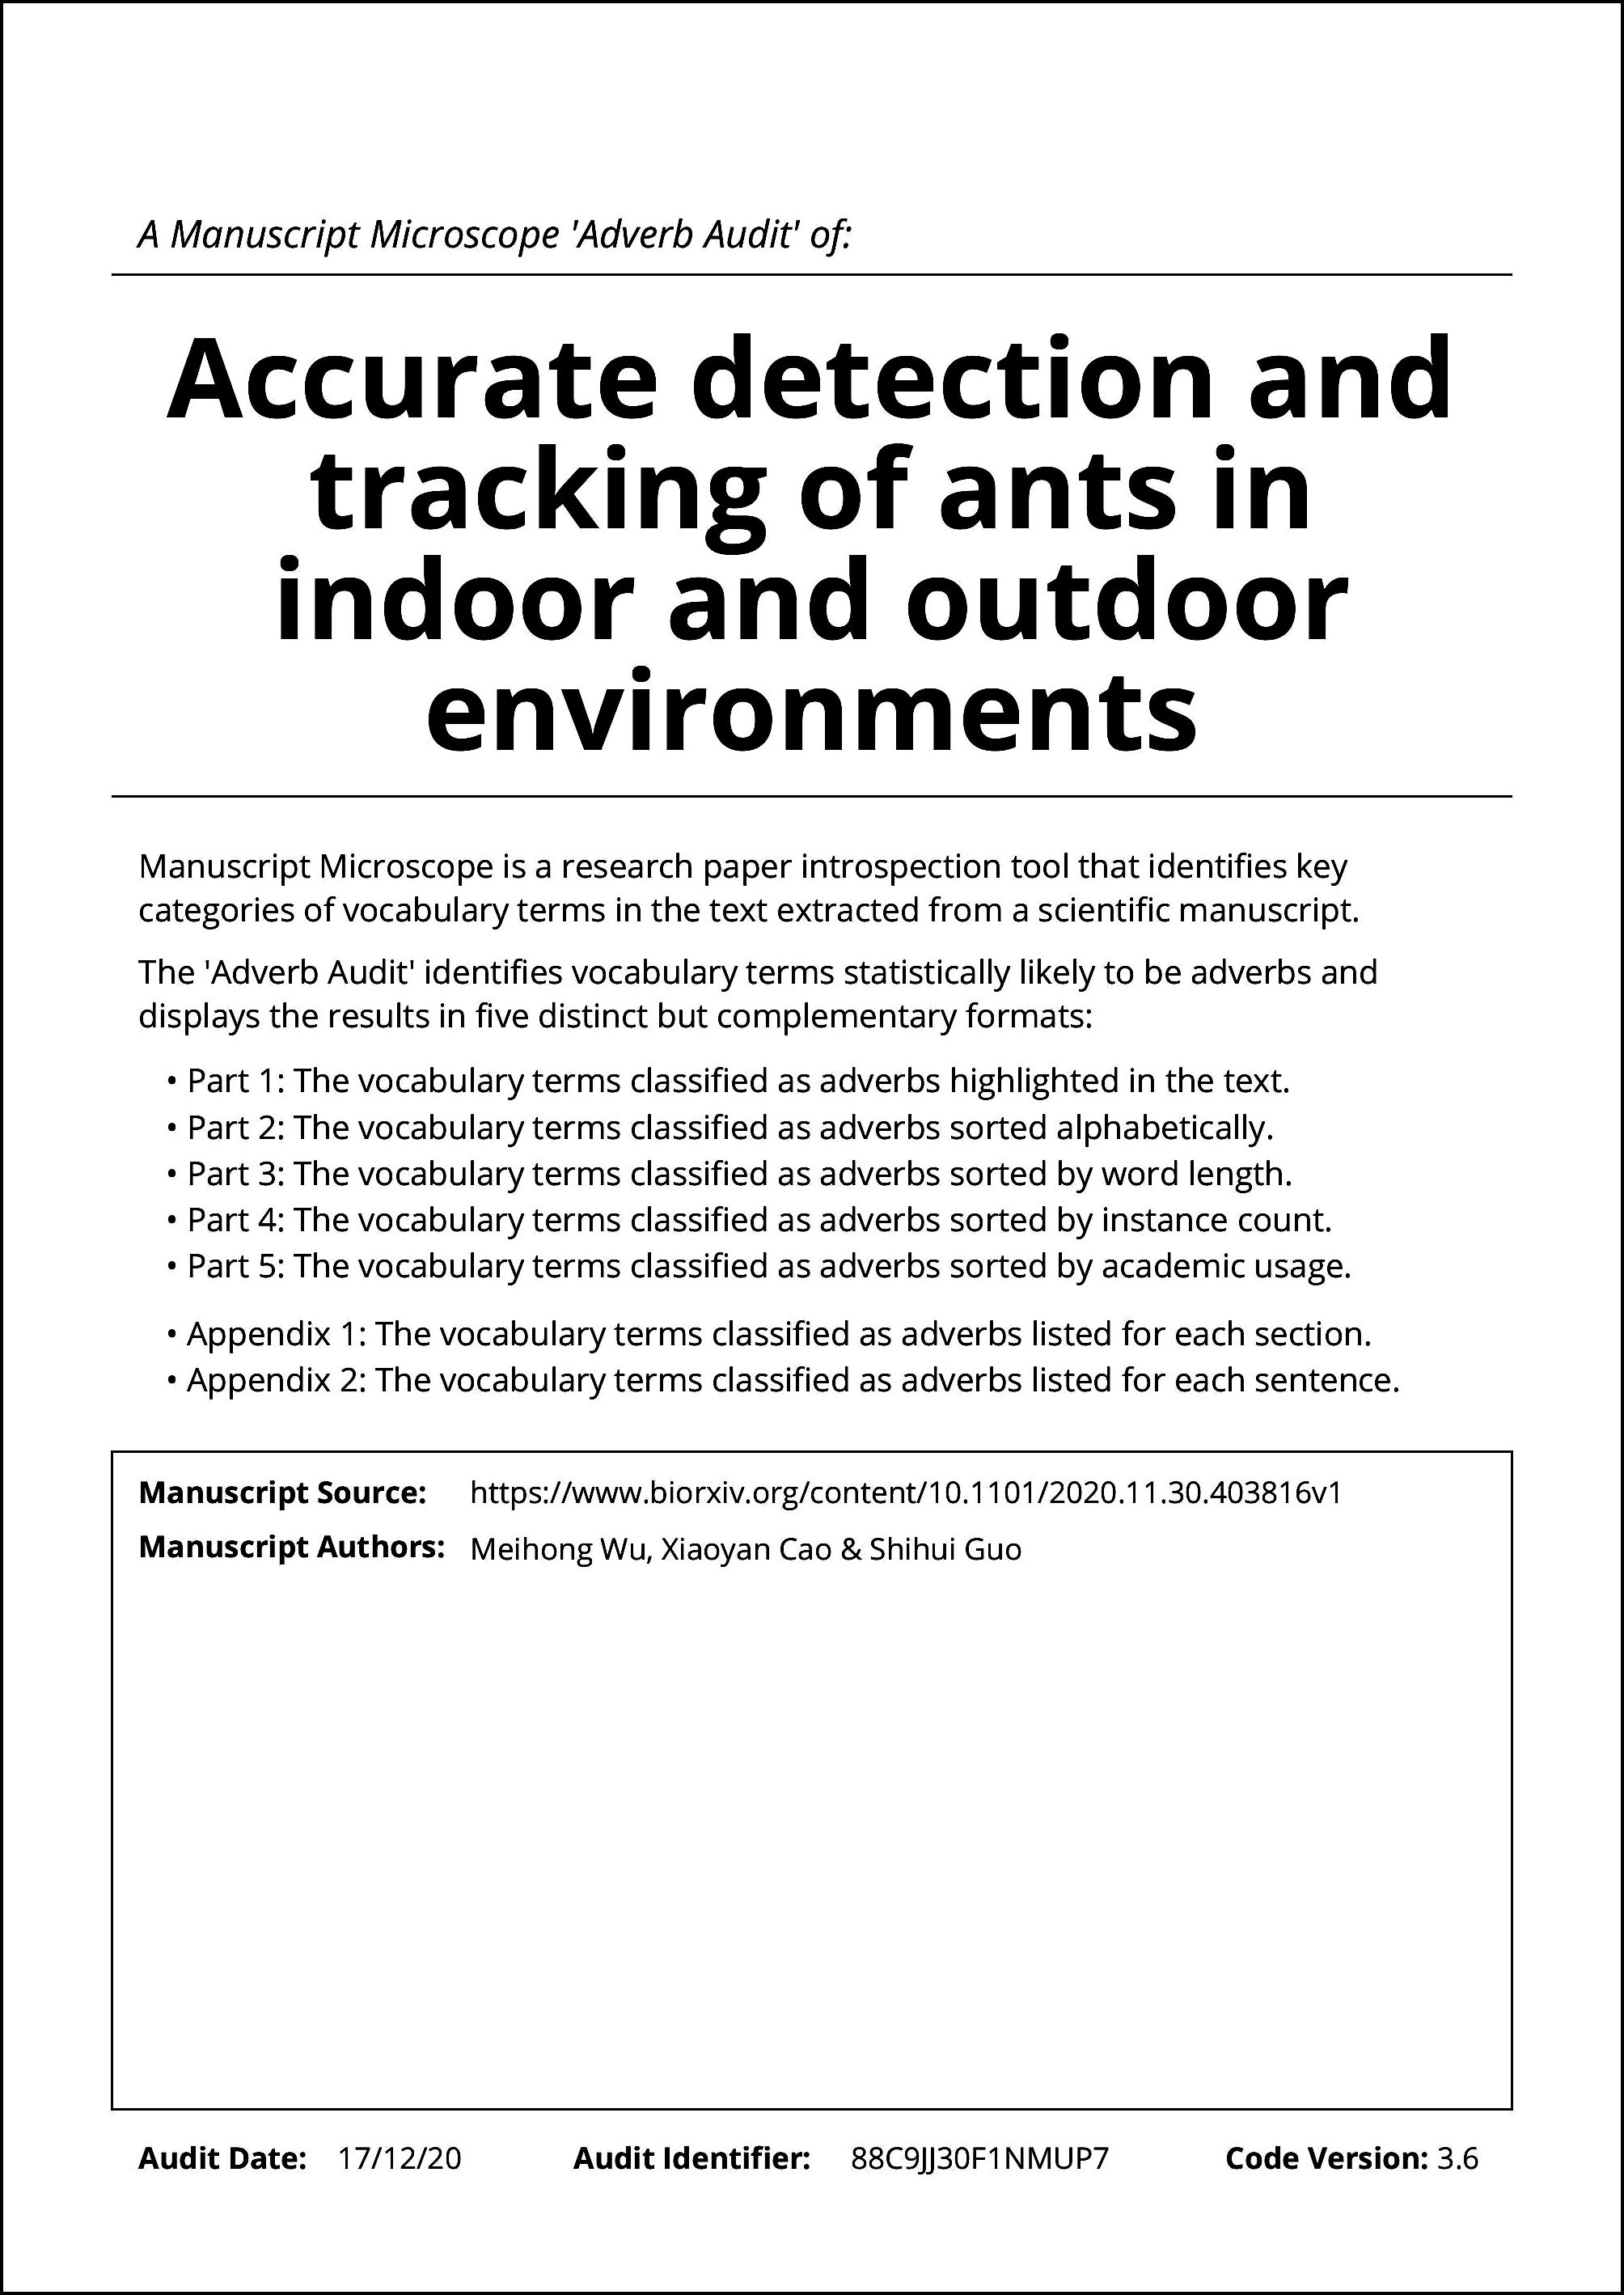 A Manuscript Microscope 'Adverb Audit' of:
Accurate detection and
tracking of ants in
indoor and outdoor
environments
Manuscript Microscope is a research paper introspection tool that identifies key
categories of vocabulary terms in the text extracted from a scientific manuscript.
The 'Adverb Audit' identifies vocabulary terms statistically likely to be adverbs and
displays the results in five distinct but complementary formats:
• Part 1: The vocabulary terms classified as adverbs highlighted in the text.
• Part 2: The vocabulary terms classified as adverbs sorted alphabetically.
• Part 3: The vocabulary terms classified as adverbs sorted by word length.
• Part 4: The vocabulary terms classified as adverbs sorted by instance count.
• Part 5: The vocabulary terms classified as adverbs sorted by academic usage.
• Appendix 1: The vocabulary terms classified as adverbs listed for each section.
• Appendix 2: The vocabulary terms classified as adverbs listed for each sentence.
Manuscript Source: https://www.biorxiv.org/content/10.1101/2020.11.30.403816v1
Manuscript Authors: Meihong Wu, Xiaoyan Cao & Shihui Guo
Audit Date: 17/12/20 Audit Identifier: 88C9JJ30F1NMUP7 Code Version: 3.6